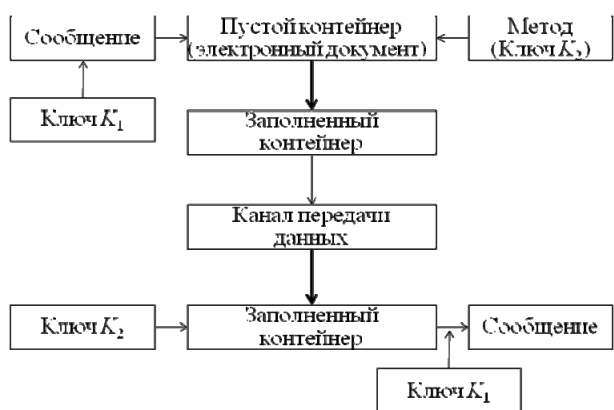 Сообщение
Пустой контейнер
(электронный документ)
Метод
(Ключ K₂)
Ключ K₁
Заполненный
контейнер
Канал передачи
данных
Ключ K₂
Заполненный
контейнер
Сообщение
Ключ K₁